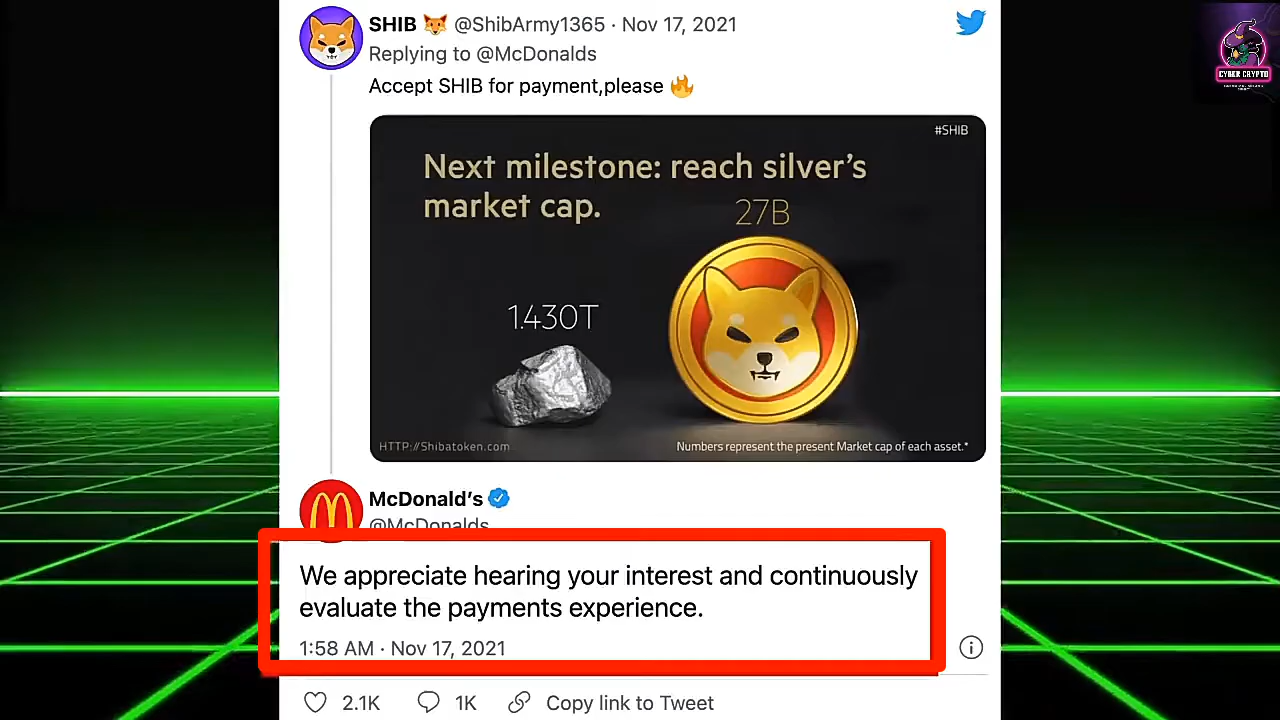 SHIB 🦊 @ShibArmy1365 · Nov 17, 2021
Replying to @McDonalds
Accept SHIB for payment,please 🔥
#SHIB
Next milestone: reach silver's
market cap.
27B
1.430T
HTTP://Shibatoken.com
Numbers represent the present Market cap of each asset.*
McDonald's
@McDonalds
We appreciate hearing your interest and continuously
evaluate the payments experience.
1:58 AM · Nov 17, 2021
2.1K
1K
Copy link to Tweet
CYBER CRYPTO